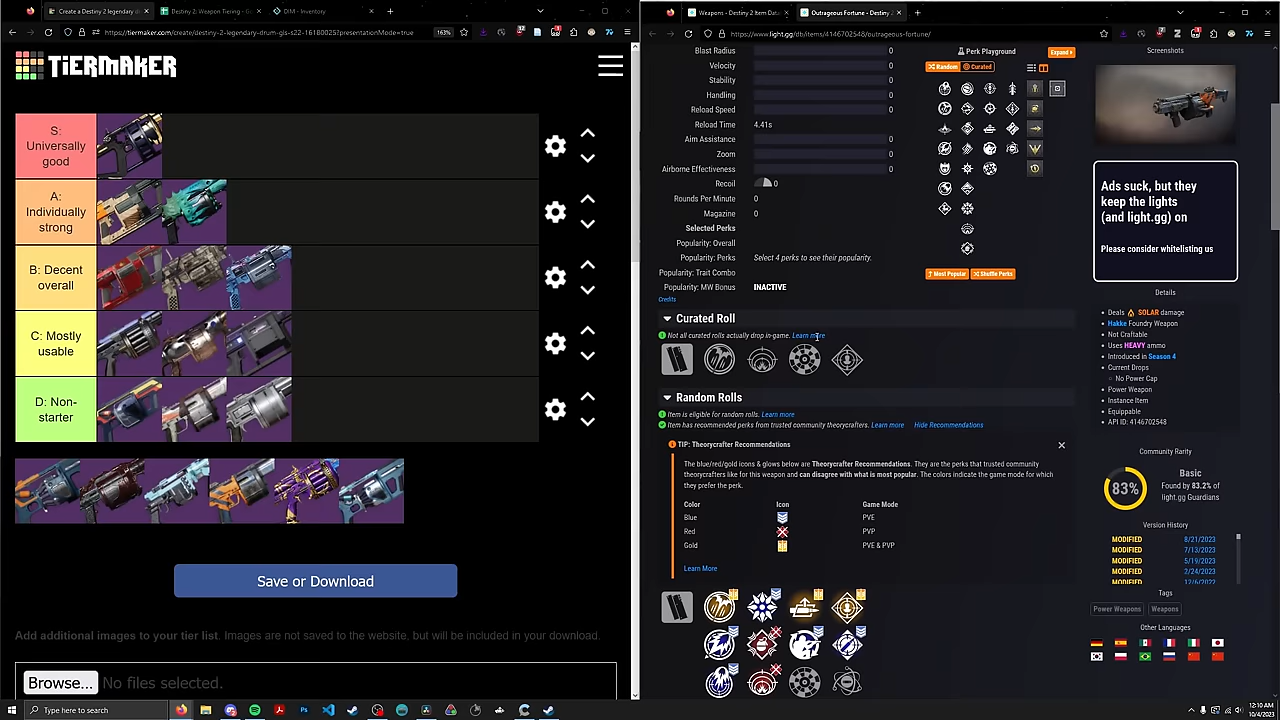 Create a Destiny 2 legendary d
Destiny 2: Weapon Tiering - G
DIM - Inventory
https://tiermaker.com/create/destiny-2-legendary-drum-gls-s22-16180025?presentationMode=true
163%
TIERMAKER
S:
Universally
good
A:
Individually
strong
B: Decent
overall
C: Mostly
usable
D: Non-
starter
Save or Download
Add additional images to your tier list. Images are not saved to the website, but will be included in your download.
Browse... No files selected.
Weapons - Destiny 2 Item Dat
Outrageous Fortune - Destiny
https://www.light.gg/db/items/4146702548/outrageous-fortune/
Blast Radius 0
Velocity 0
Stability 0
Handling 0
Reload Speed 0
Reload Time 4.41s
Aim Assistance 0
Zoom 0
Airborne Effectiveness 0
Recoil 0
Rounds Per Minute 0
Magazine 0
Selected Perks
Popularity: Overall
Popularity: Perks Select 4 perks to see their popularity.
Popularity: Trait Combo
Popularity: MW Bonus INACTIVE
Credits
Perk Playground
Expand
Random Curated
Most Popular Shuffle Perks
Curated Roll
Not all curated rolls actually drop in-game. Learn more
Random Rolls
Item is eligible for random rolls. Learn more
Item has recommended perks from trusted community theorycrafters. Learn more Hide Recommendations
TIP: Theorycrafter Recommendations
The blue/red/gold icons & glows below are Theorycrafter Recommendations. They are the perks that trusted community
theorycrafters like for this weapon and can disagree with what is most popular. The colors indicate the game mode for which
they prefer the perk.
Color Icon Game Mode
Blue PVE
Red PVP
Gold PVE & PVP
Learn More
Screenshots
Ads suck, but they
keep the lights
(and light.gg) on
Please consider whitelisting us
Details
Deals SOLAR damage
Hakke Foundry Weapon
Not Craftable
Uses HEAVY ammo
Introduced in Season 4
Current Drops
No Power Cap
Power Weapon
Instance Item
Equippable
API ID: 4146702548
Community Rarity
83%
Basic
Found by 83.2% of
light.gg Guardians
Version History
MODIFIED 8/21/2023
MODIFIED 7/13/2023
MODIFIED 5/19/2023
MODIFIED 2/24/2023
MODIFIED 12/6/2022
Tags
Power Weapons Weapons
Other Languages
Type here to search
12:10 AM
10/4/2023